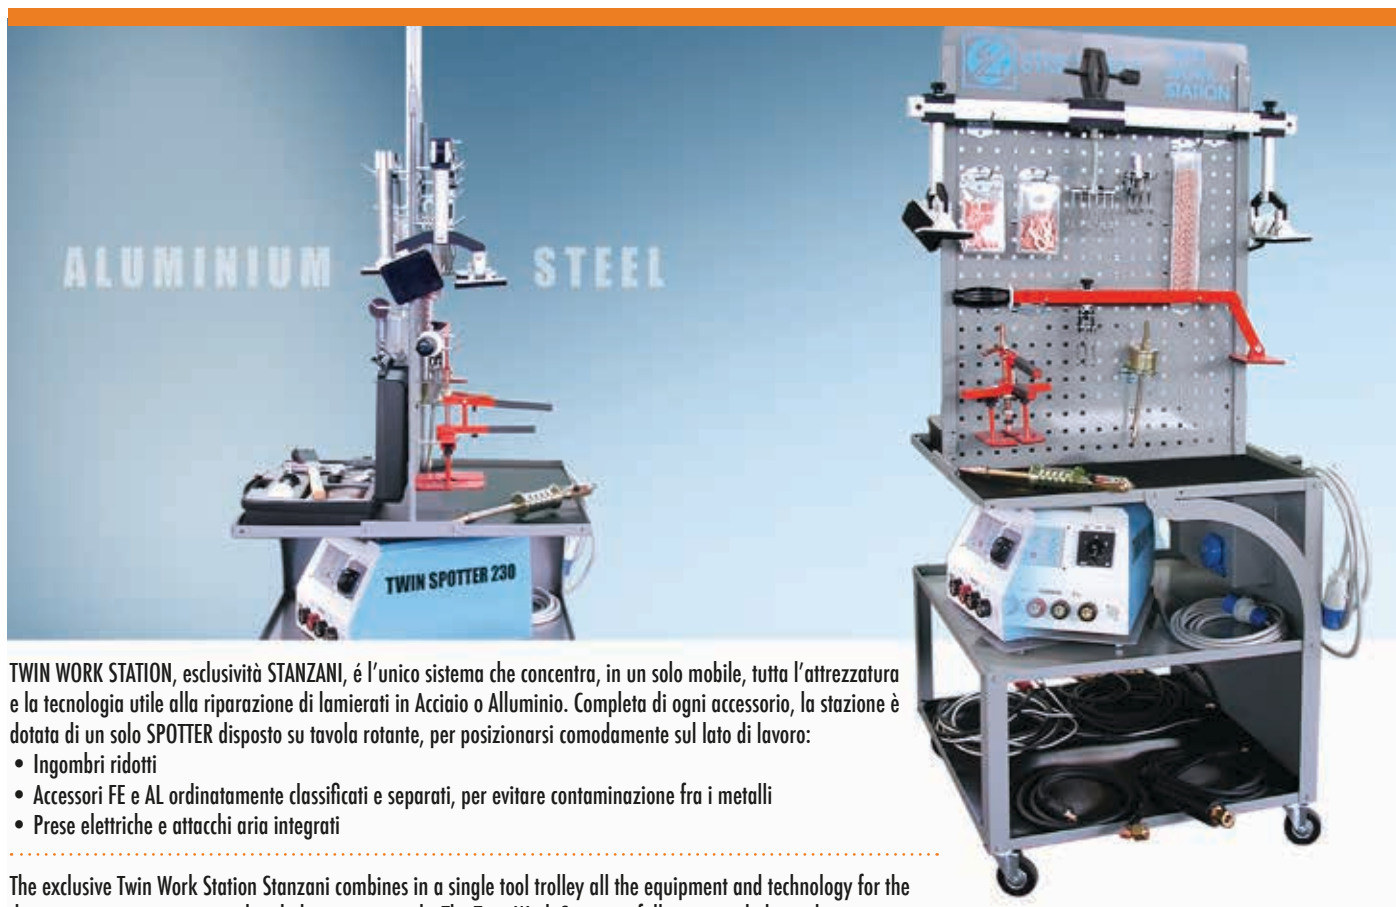 STATION
ALUMINIUM STEEL
TWIN SPOTTER 230
TWIN WORK STATION, esclusività STANZANI, é l'unico sistema che concentra, in un solo mobile, tutta l'attrezzatura
e la tecnologia utile alla riparazione di lamierati in Acciaio o Alluminio. Completa di ogni accessorio, la stazione è
dotata di un solo SPOTTER disposto su tavola rotante, per posizionarsi comodamente sul lato di lavoro:
• Ingombri ridotti
• Accessori FE e AL ordinatamente classificati e separati, per evitare contaminazione fra i metalli
• Prese elettriche e attacchi aria integrati
The exclusive Twin Work Station Stanzani combines in a single tool trolley all the equipment and technology for the